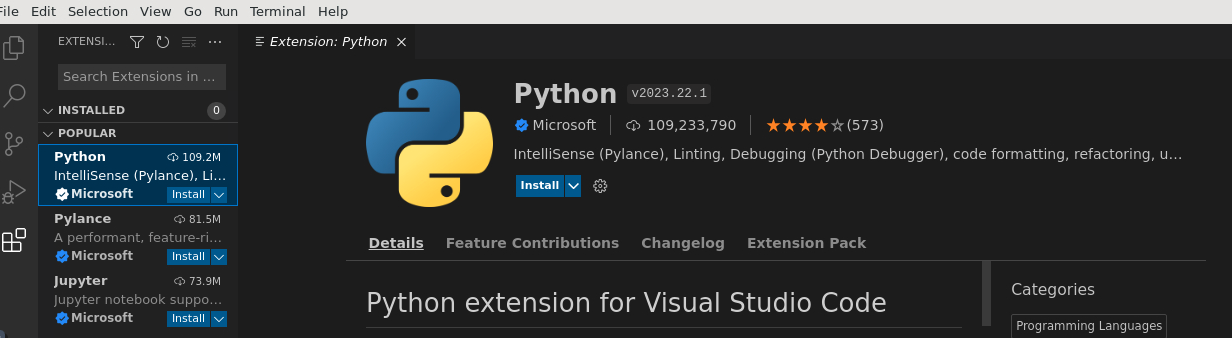 File Edit Selection View Go Run Terminal Help
EXTENSI...
Extension: Python
Search Extensions in ...
INSTALLED 0
POPULAR
Python 109.2M
IntelliSense (Pylance), Li...
Microsoft Install
Pylance 81.5M
A performant, feature-ri...
Microsoft Install
Jupyter 73.9M
Jupyter notebook suppo...
Microsoft Install
Python v2023.22.1
Microsoft 109,233,790 (573)
IntelliSense (Pylance), Linting, Debugging (Python Debugger), code formatting, refactoring, u...
Install
Details Feature Contributions Changelog Extension Pack
Python extension for Visual Studio Code
Categories
Programming Languages